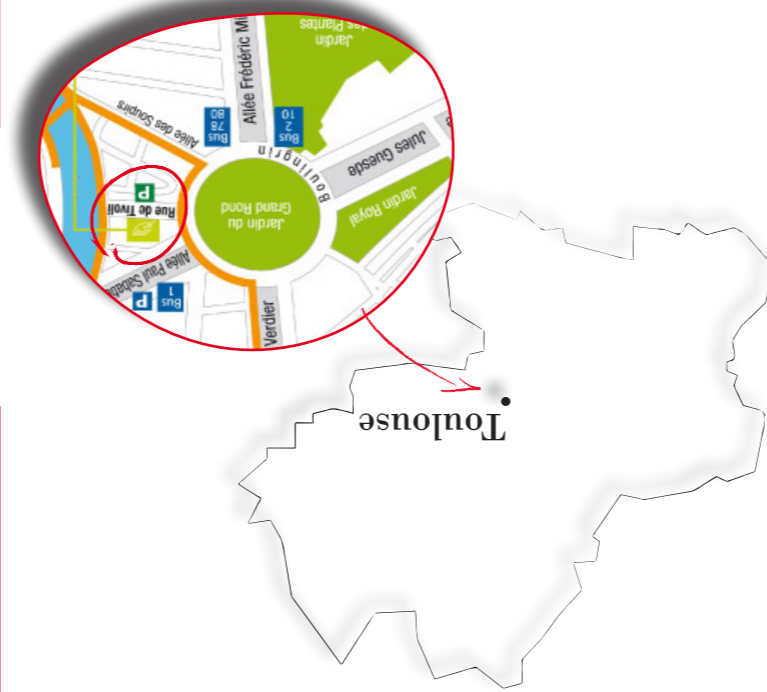 Toulouse
Verdier
Bus
1
P
Allée Paul Sabatie
Rue de Tivoli
P
Jardin du
Grand Rond
Jardin Royal
Jules Guesde
Boulingrin
Allée des Soupirs
Bus
78
80
Bus
2
10
Allée Frédéric Mi
Jardin
des Plantes